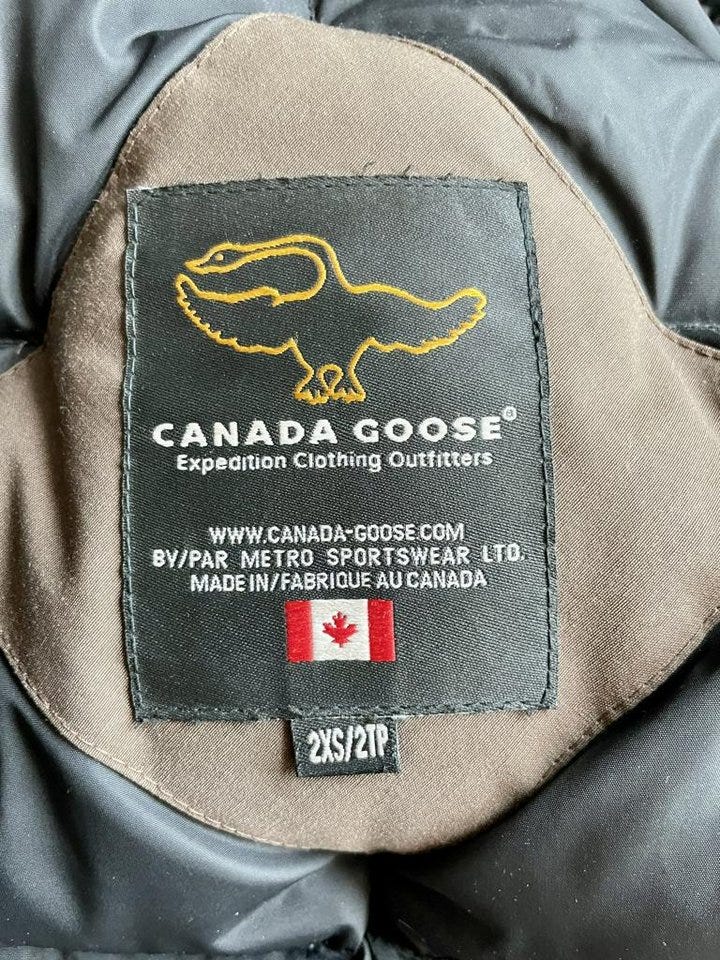 CANADA GOOSE®
Expedition Clothing Outfitters
WWW.CANADA-GOOSE.COM
BY/PAR METRO SPORTSWEAR LTD.
MADE IN/FABRIQUE AU CANADA
2XS/2TP